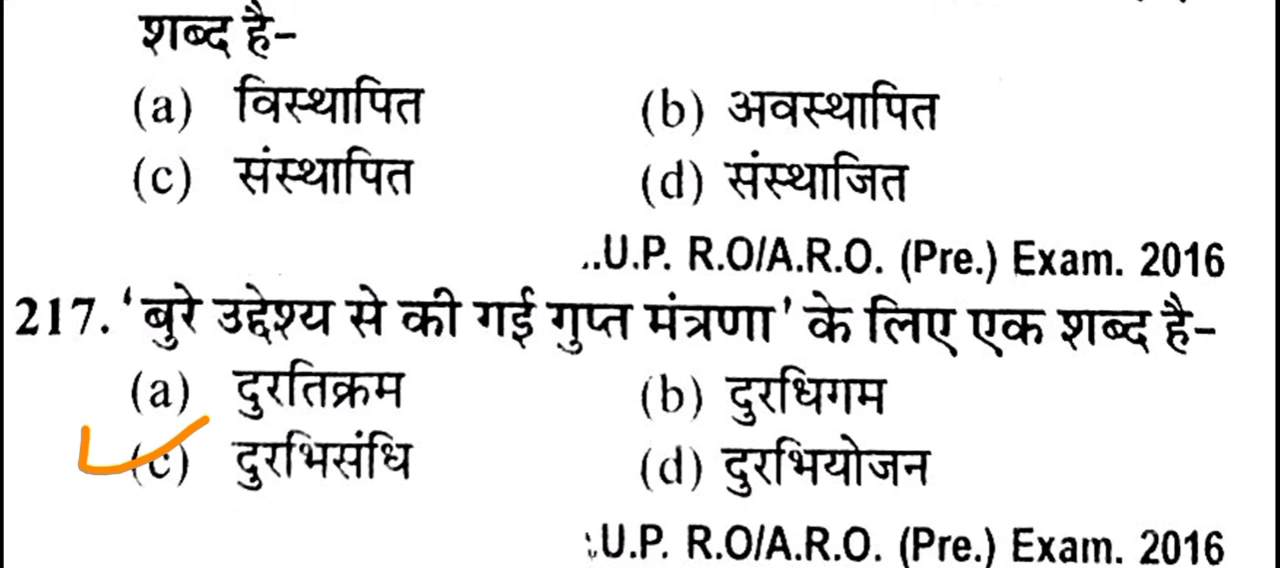 शब्द है-
(a) विस्थापित (b) अवस्थापित
(c) संस्थापित (d) संस्थाजित
..U.P. R.O/A.R.O. (Pre.) Exam. 2016
217. 'बुरे उद्देश्य से की गई गुप्त मंत्रणा' के लिए एक शब्द है-
(a) दुरतिक्रम (b) दुरधिगम
(c) दुरभिसंधि (d) दुरभियोजन
:U.P. R.O/A.R.O. (Pre.) Exam. 2016